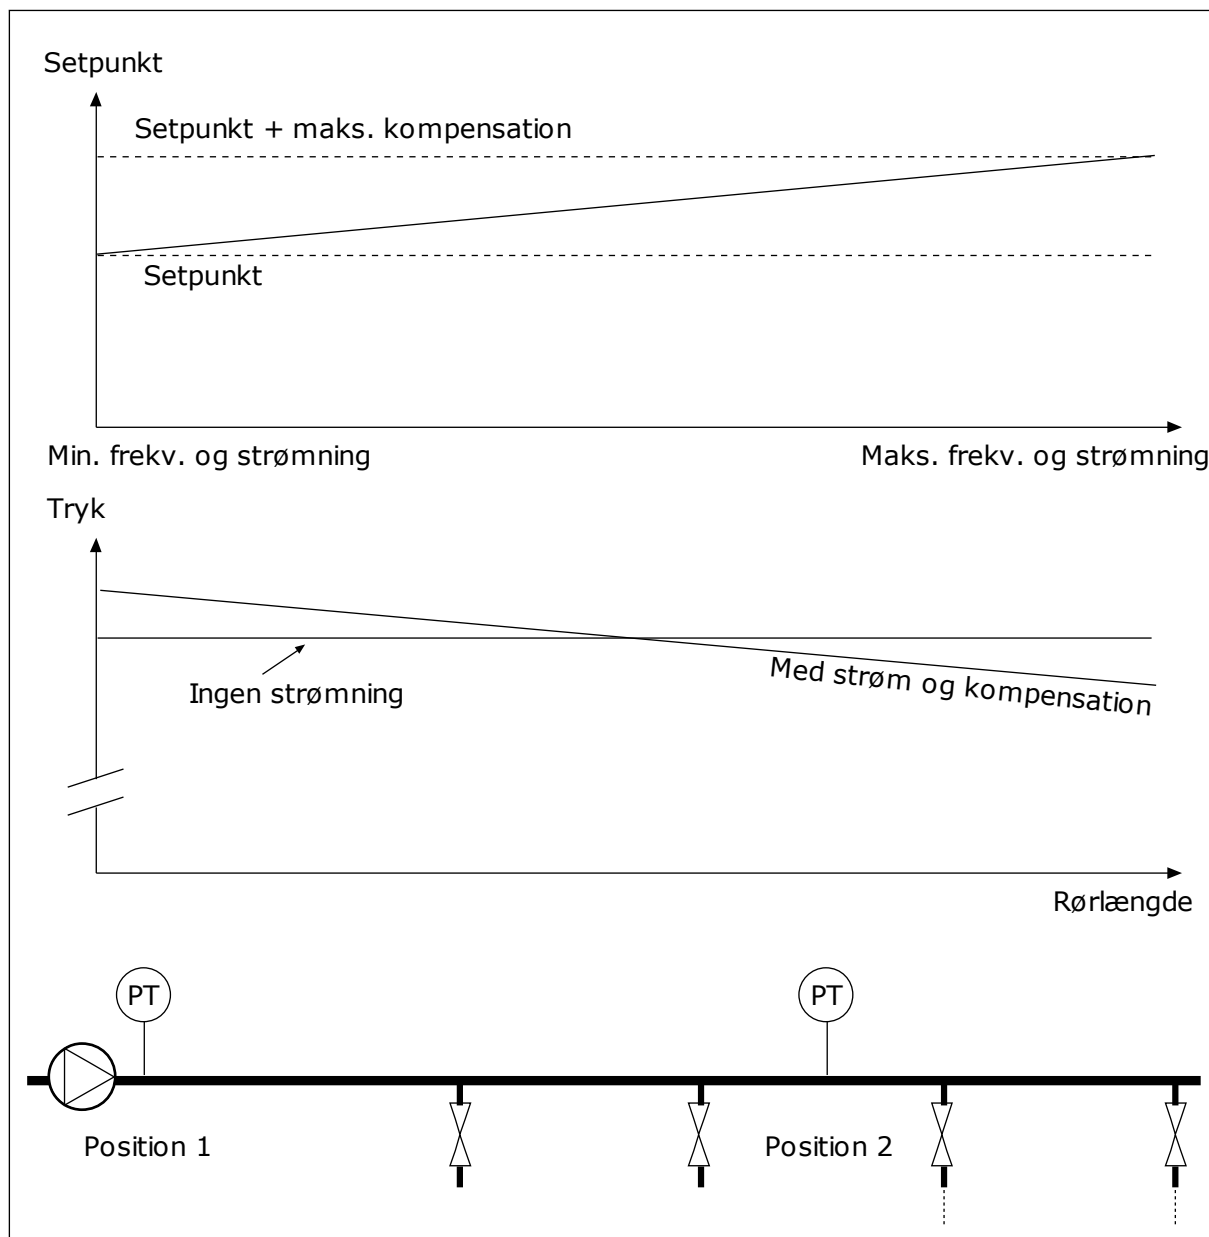 Setpunkt
Setpunkt + maks. kompensation
Setpunkt
Min. frekv. og strømning
Maks. frekv. og strømning
Tryk
Ingen strømning
Med strøm og kompensation
Rørlængde
PT
PT
Position 1
Position 2